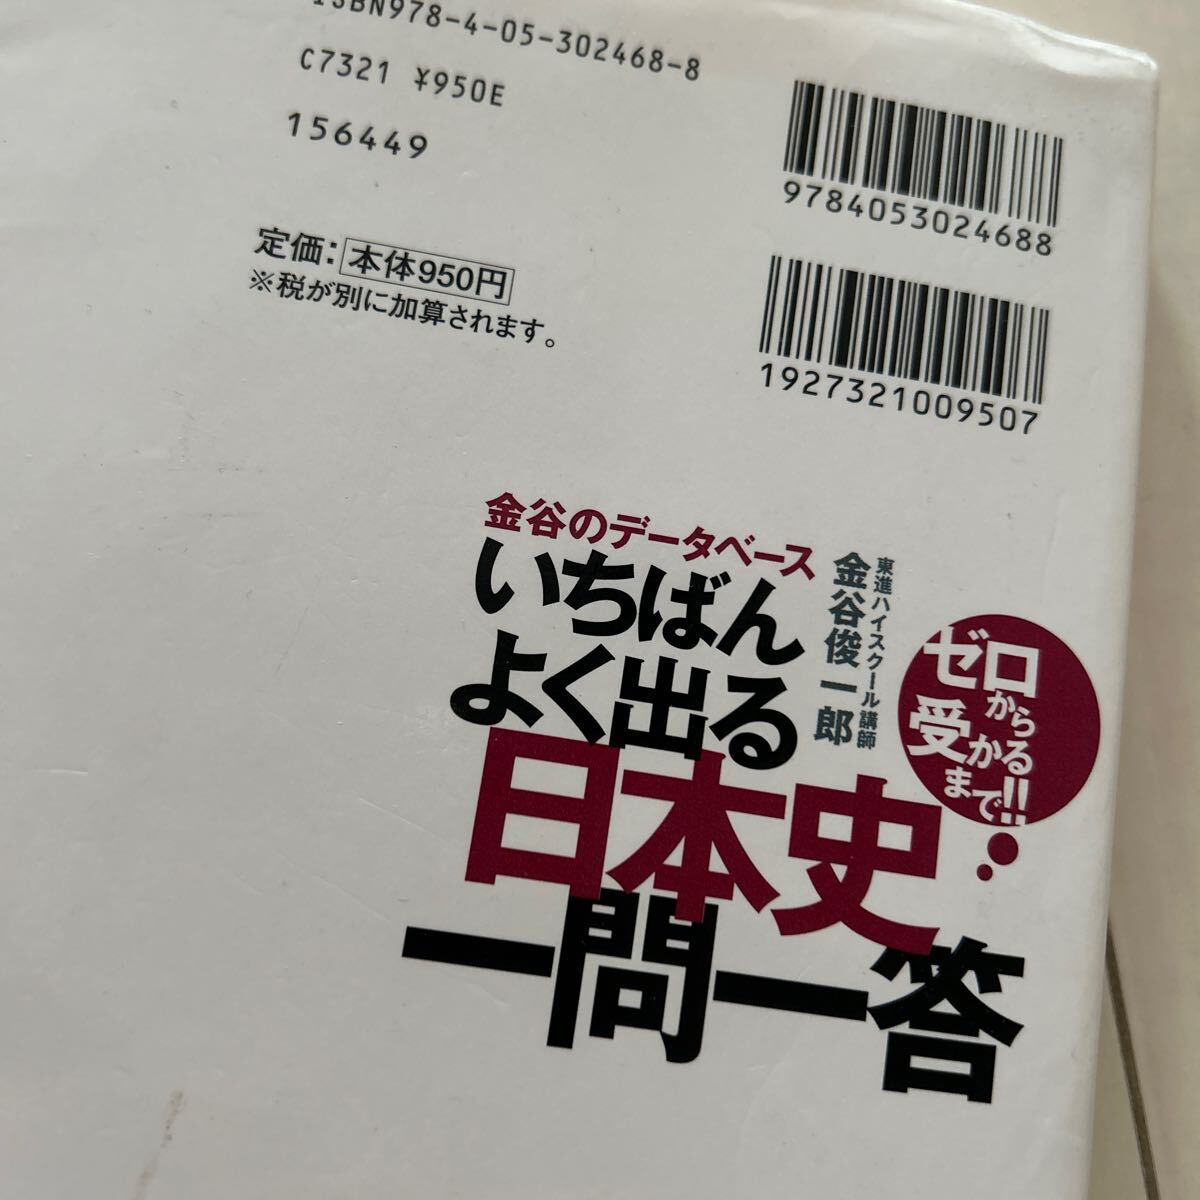 ISBN978-4-05-302468-8
C7321 ¥950E
156449
定価：本体950円
※税が別に加算されます。
9784053024688
1927321009507
金谷のデータベース
いちばん
よく出る
日本史
一問一答
東進ハイスクール講師
金谷俊一郎
ゼロ
から
受かる
まで!!